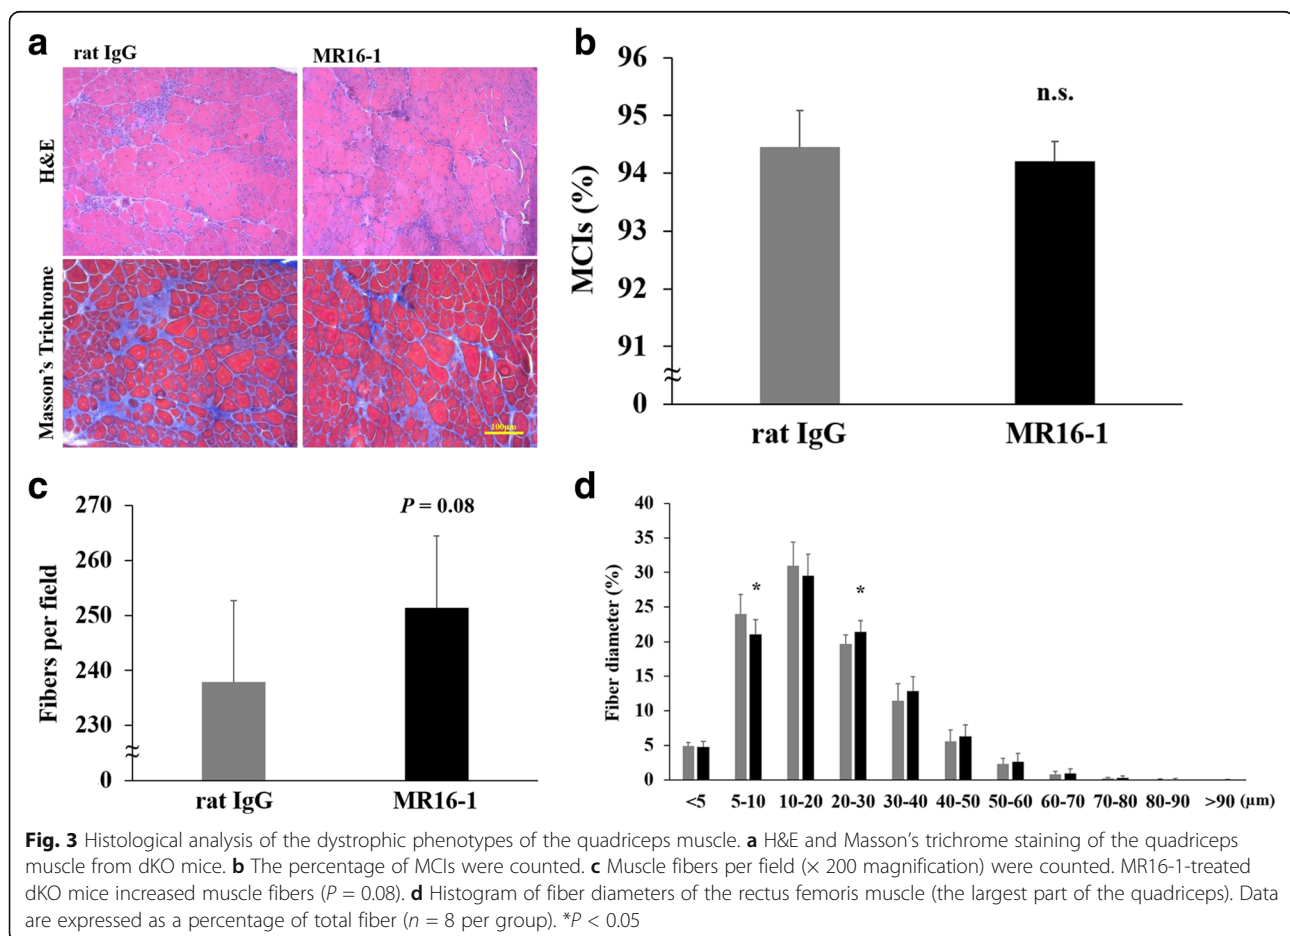 a
rat IgG
MR16-1
H&E
Masson's Trichrome
100µm
b
96
95
94
93
92
91
0
MCIs (%)
n.s.
rat IgG
MR16-1
c
270
260
250
240
230
0
Fibers per field
P = 0.08
rat IgG
MR16-1
d
40
35
30
25
20
15
10
5
0
Fiber diameter (%)
*
*
<5 5-10 10-20 20-30 30-40 40-50 50-60 60-70 70-80 80-90 >90 (µm)
Fig. 3 Histological analysis of the dystrophic phenotypes of the quadriceps muscle. a H&E and Masson's trichrome staining of the quadriceps
muscle from dKO mice. b The percentage of MCIs were counted. c Muscle fibers per field (× 200 magnification) were counted. MR16-1-treated
dKO mice increased muscle fibers (P = 0.08). d Histogram of fiber diameters of the rectus femoris muscle (the largest part of the quadriceps). Data
are expressed as a percentage of total fiber (n = 8 per group). *P < 0.05